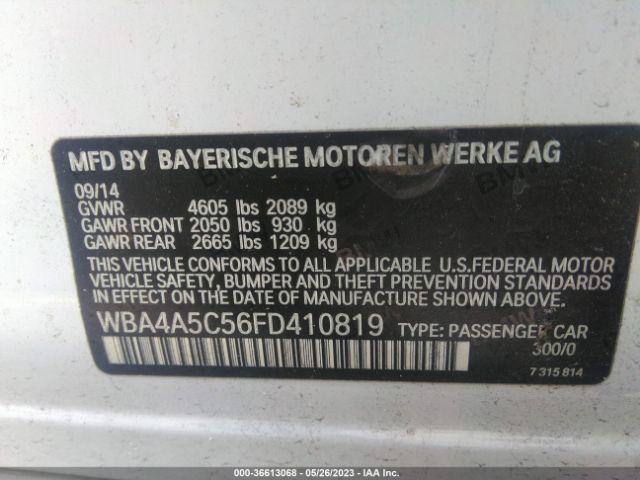 MFD BY BAYERISCHE MOTOREN WERKE AG
09/14
GVWR 4605 lbs 2089 kg
GAWR FRONT 2050 lbs 930 kg
GAWR REAR 2665 lbs 1209 kg
THIS VEHICLE CONFORMS TO ALL APPLICABLE U.S.FEDERAL MOTOR
VEHICLE SAFETY, BUMPER AND THEFT PREVENTION STANDARDS
IN EFFECT ON THE DATE OF MANUFACTURE SHOWN ABOVE.
WBA4A5C56FD410819 TYPE: PASSENGER CAR
300/0
7 315 814
000-36613068 - 05/26/2023 - IAAI.COM